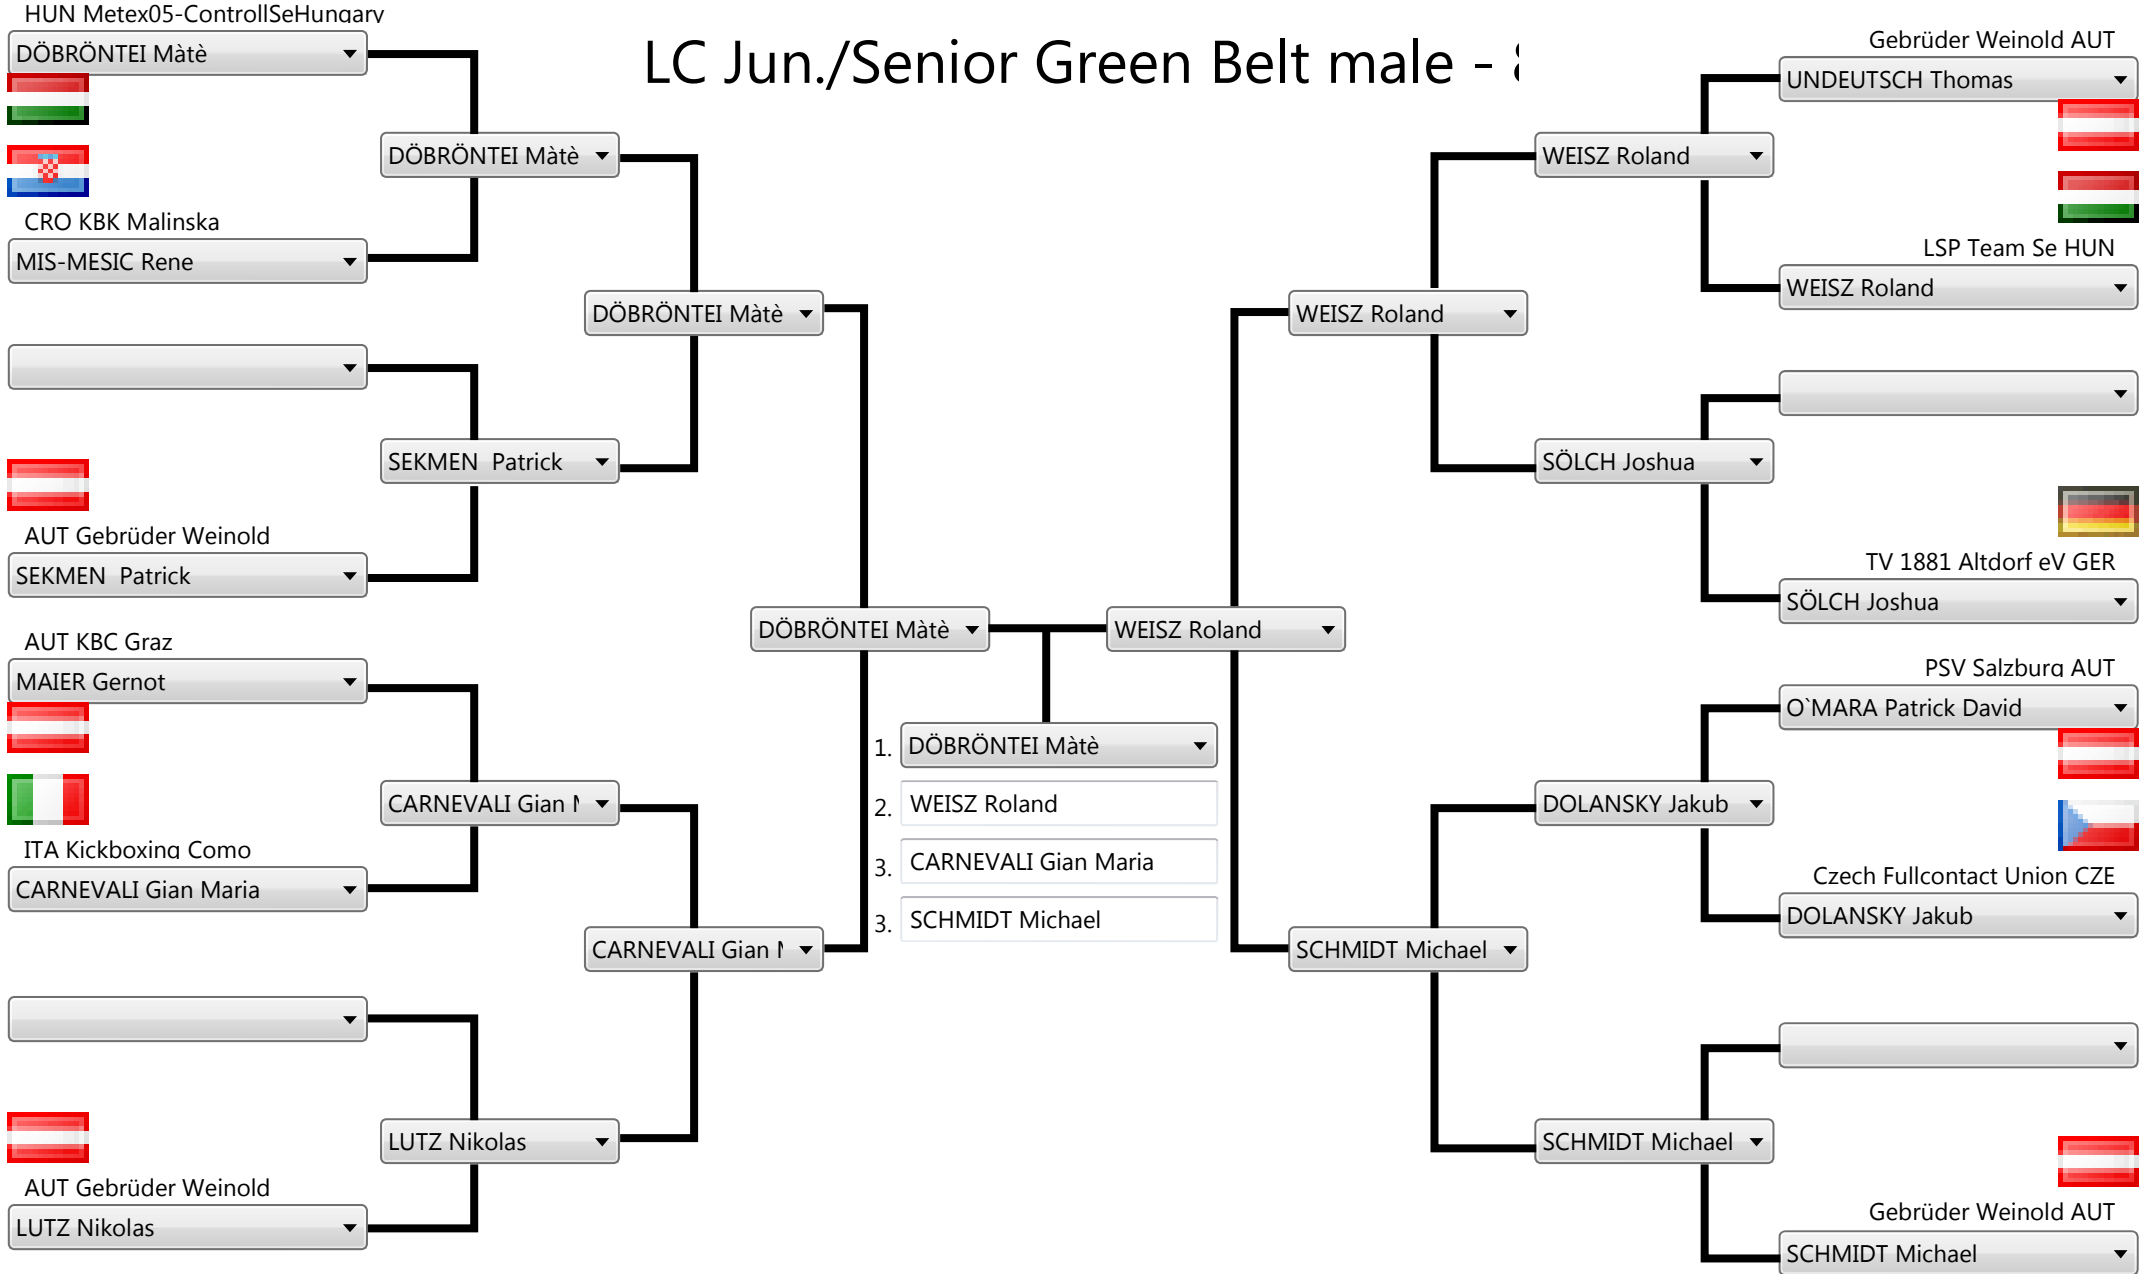 HUN Metex05-ControllSeHungary
DÖBRÖNTEI Màtè
CRO KBK Malinska
MIS-MESIC Rene
AUT Gebrüder Weinold
SEKMEN  Patrick
AUT KBC Graz
MAIER Gernot
ITA Kickboxing Como
CARNEVALI Gian Maria
AUT Gebrüder Weinold
LUTZ Nikolas
DÖBRÖNTEI Màtè
SEKMEN  Patrick
CARNEVALI Gian
LUTZ Nikolas
DÖBRÖNTEI Màtè
CARNEVALI Gian
LC Jun./Senior Green Belt male -
DÖBRÖNTEI Màtè
WEISZ Roland
1. DÖBRÖNTEI Màtè
2. WEISZ Roland
3. CARNEVALI Gian Maria
3. SCHMIDT Michael
WEISZ Roland
SCHMIDT Michael
WEISZ Roland
SÖLCH Joshua
DOLANSKY Jakub
SCHMIDT Michael
Gebrüder Weinold AUT
UNDEUTSCH Thomas
LSP Team Se HUN
WEISZ Roland
TV 1881 Altdorf eV GER
SÖLCH Joshua
PSV Salzburg AUT
O`MARA Patrick David
Czech Fullcontact Union CZE
DOLANSKY Jakub
Gebrüder Weinold AUT
SCHMIDT Michael